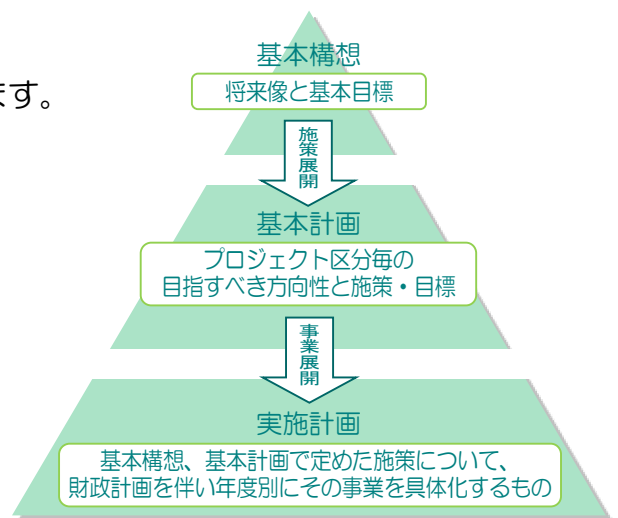 基本構想
将来像と基本目標
ます。
施策展開
基本計画
プロジェクト区分毎の
目指すべき方向性と施策・目標
事業展開
実施計画
基本構想、基本計画で定めた施策について、
財政計画を伴い年度別にその事業を具体化するもの